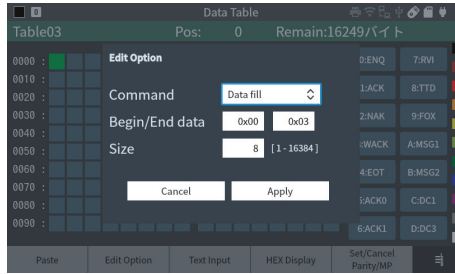 0
Data Table
Table03 Pos: 0 Remain:16249バイト
Edit Option
0000 :
0010 :
0020 :
0030 :
0040 :
0050 :
0060 :
0070 :
0080 :
0090 :
Command Data fill
Begin/End data 0x00 0x03
Size 8 [1 - 16384]
Cancel Apply
0:ENQ 7:RVI
1:ACK 8:TTD
2:NAK 9:FOX
:WACK A:MSG1
4:EOT B:MSG2
5:ACK0 C:DC1
6:ACK1 D:DC3
Paste Edit Option Text Input HEX Display Set/Cancel
Parity/MP